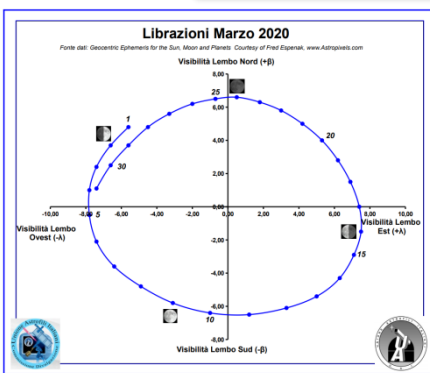 Librazioni Marzo 2020
Fonte dati: Geocentric Ephemeris for the Sun, Moon and Planets Courtesy of Fred Espenak, www.Astropixels.com
Visibilità Lembo Nord (+β)
8,00
25
6,00
1
4,00
20
30
2,00
0,00
-10,00 -8,00 -6,00 -4,00 -2,00 0,00 2,00 4,00 6,00 8,00 10,00
5
Visibilità Lembo
Ovest (-λ)
Visibilità Lembo
Est (+λ)
-2,00
15
-4,00
-6,00
10
-8,00
Visibilità Lembo Sud (-β)